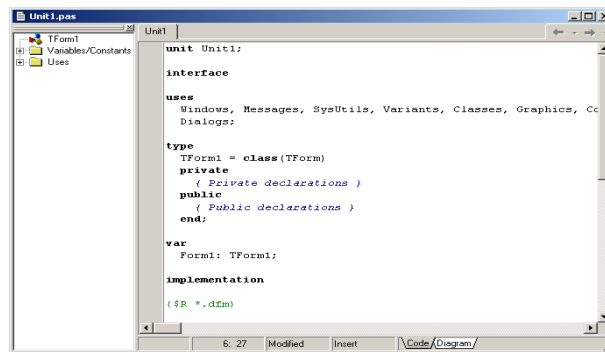 Unit1.pas
TForm1
Variables/Constants
Uses
Unit1
unit Unit1;
interface
uses
Windows, Messages, SysUtils, Variants, Classes, Graphics, Co
Dialogs;
type
TForm1 = class(TForm)
private
{ Private declarations }
public
{ Public declarations }
end;
var
Form1: TForm1;
implementation
{$R *.dfm}
6: 27 Modified Insert Code Diagram